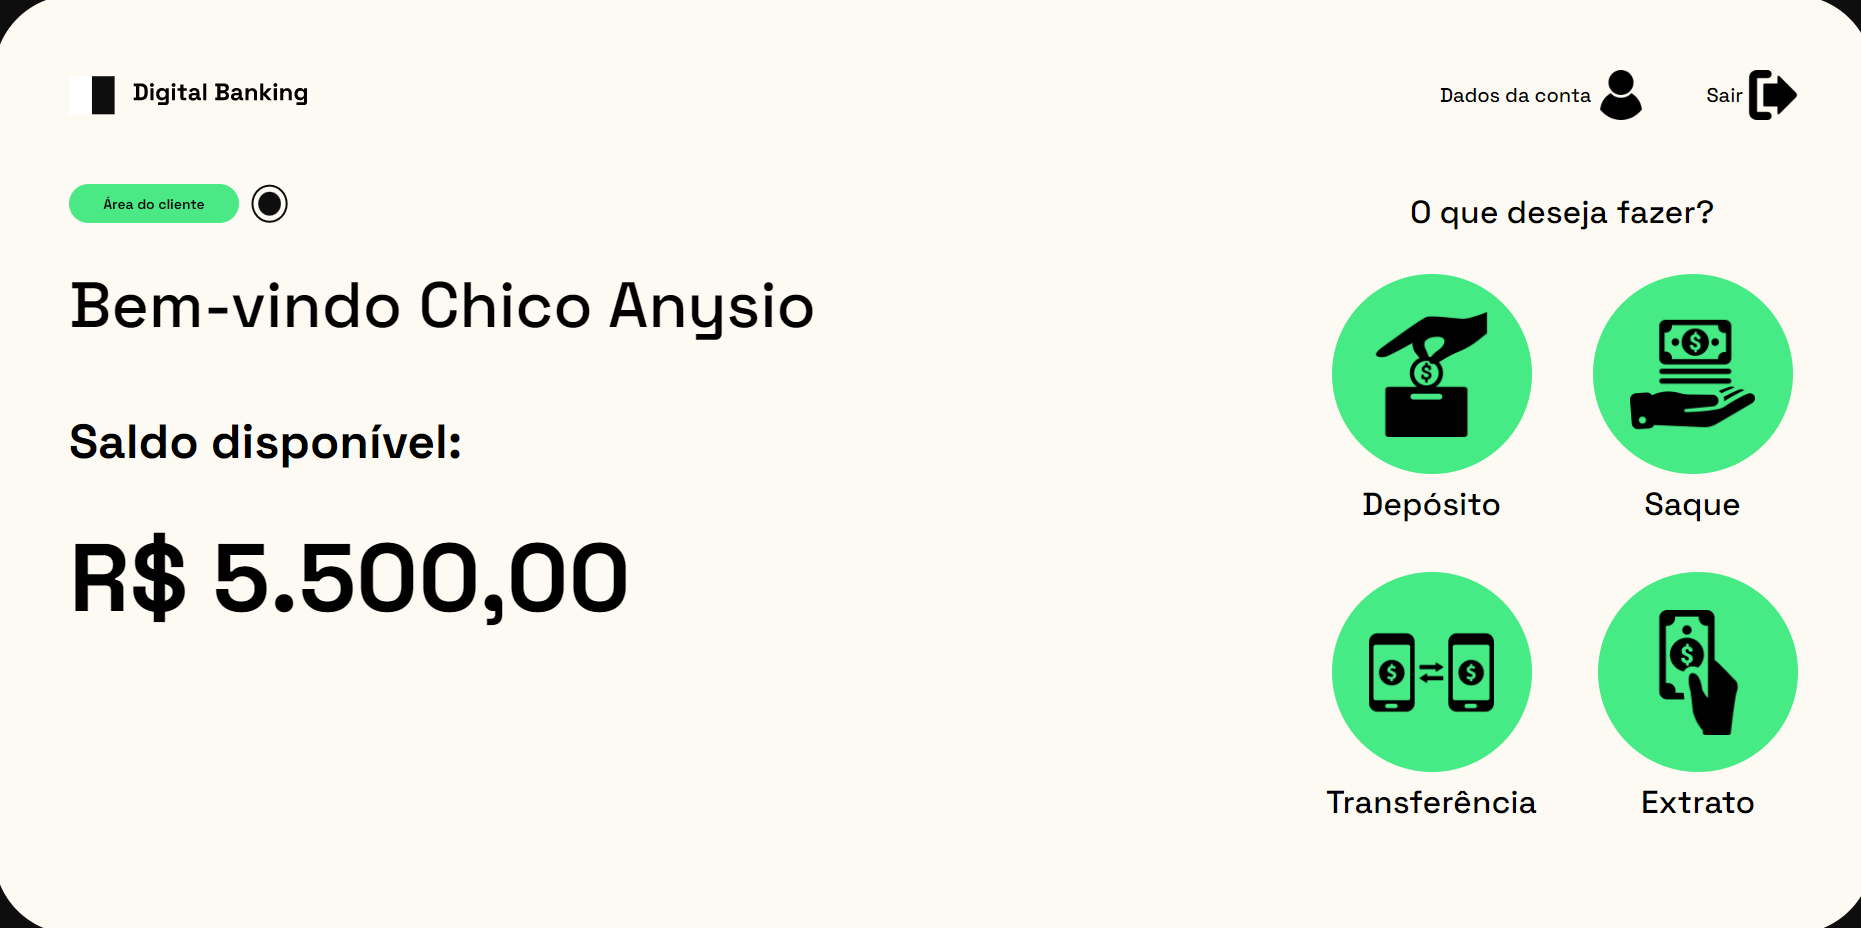 Digital Banking
Dados da conta
Sair
Área do cliente
O que deseja fazer?
Bem-vindo Chico Anysio
Saldo disponível:
R$ 5.500,00
$
$
Depósito
Saque
$
$
$
Transferência
Extrato